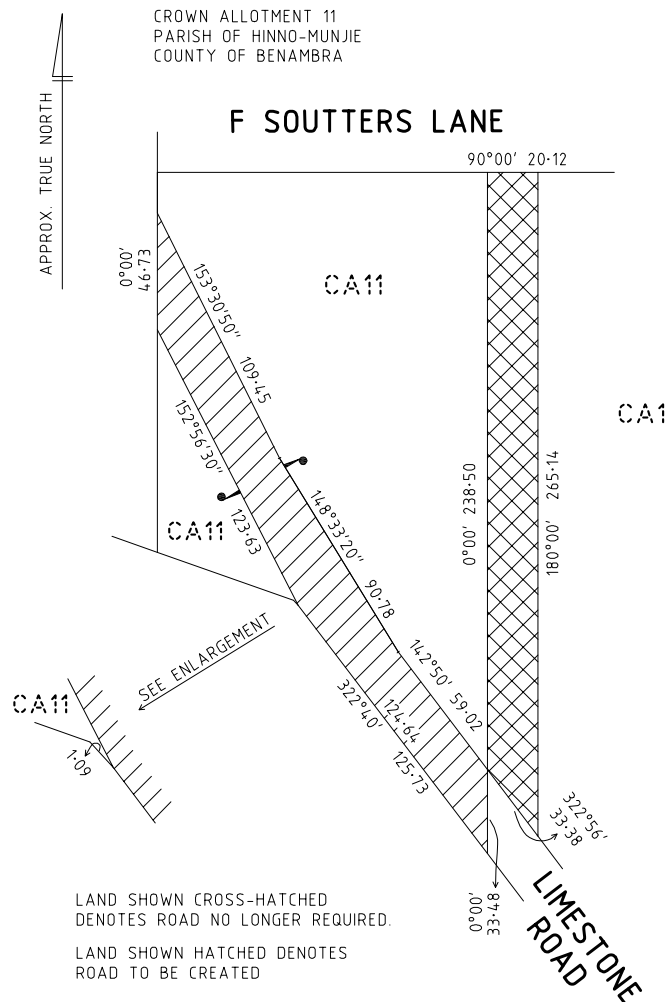 CROWN ALLOTMENT 11
PARISH OF HINNO-MUNJIE
COUNTY OF BENAMBRA
APPROX. TRUE NORTH
F SOUTTERS LANE
90°00' 20·12
0°00'
46·73
153°30'50" 109·45
CA11
CA1
152°56'30" 123·63
CA11
148°33'20" 90·78
0°00' 238·50
180°00' 265·14
142°50' 59·02
SEE ENLARGEMENT
322°40' 124·64
125·73
CA11
1·09
322°56'
33·38
0°00'
33·48
LAND SHOWN CROSS-HATCHED
DENOTES ROAD NO LONGER REQUIRED.
LAND SHOWN HATCHED DENOTES
ROAD TO BE CREATED
LIMESTONE
ROAD